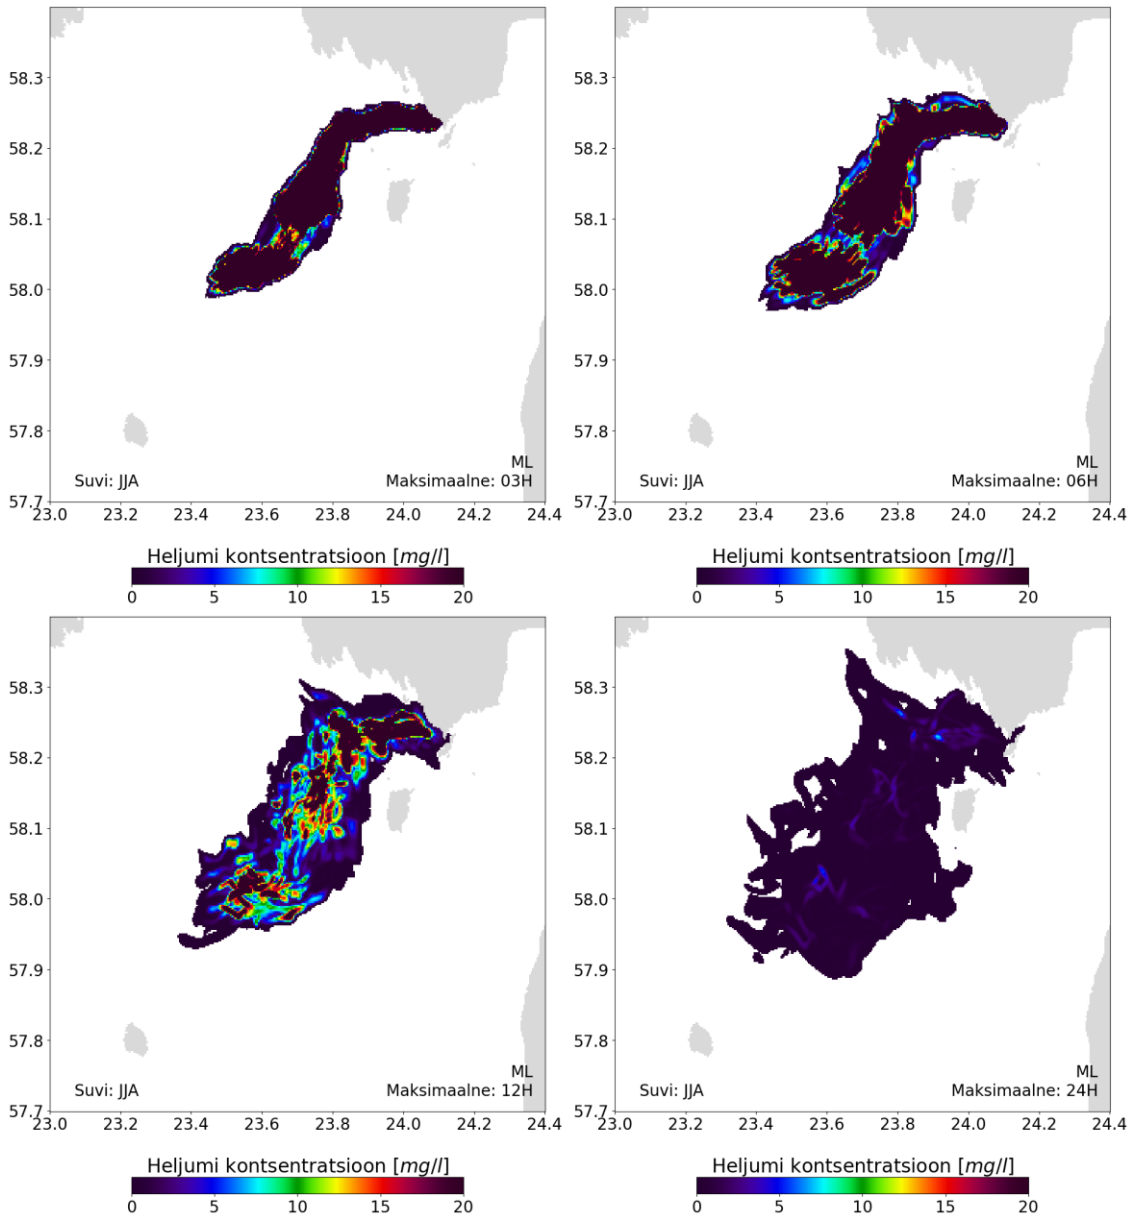 58.3
58.2
58.1
58.0
57.9
57.8
57.7
ML
Suvi: JJA Maksimaalne: 03H
23.0 23.2 23.4 23.6 23.8 24.0 24.2 24.4
Heljumi kontsentratsioon [mg/l]
0 5 10 15 20
58.3
58.2
58.1
58.0
57.9
57.8
57.7
ML
Suvi: JJA Maksimaalne: 06H
23.0 23.2 23.4 23.6 23.8 24.0 24.2 24.4
Heljumi kontsentratsioon [mg/l]
0 5 10 15 20
58.3
58.2
58.1
58.0
57.9
57.8
57.7
ML
Suvi: JJA Maksimaalne: 12H
23.0 23.2 23.4 23.6 23.8 24.0 24.2 24.4
Heljumi kontsentratsioon [mg/l]
0 5 10 15 20
58.3
58.2
58.1
58.0
57.9
57.8
57.7
ML
Suvi: JJA Maksimaalne: 24H
23.0 23.2 23.4 23.6 23.8 24.0 24.2 24.4
Heljumi kontsentratsioon [mg/l]
0 5 10 15 20